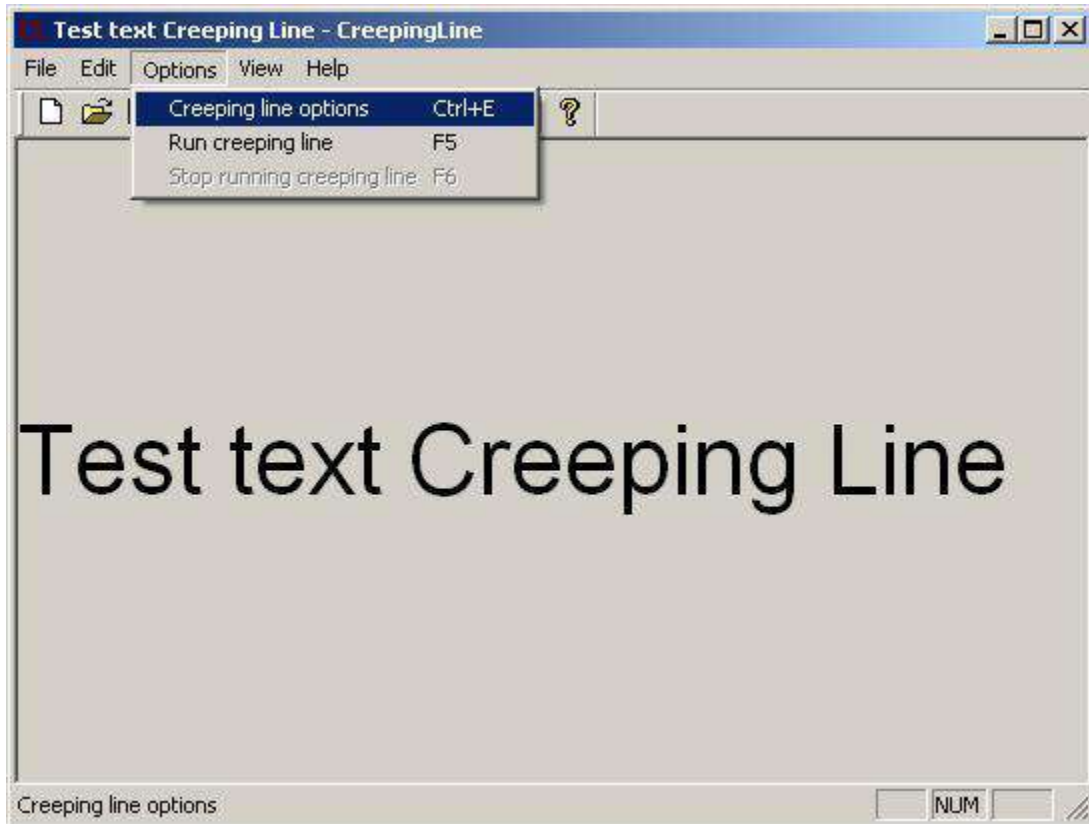 Test text Creeping Line - CreepingLine
File Edit Options View Help
Creeping line options Ctrl+E
Run creeping line F5
Stop running creeping line F6
Test text Creeping Line
Creeping line options NUM